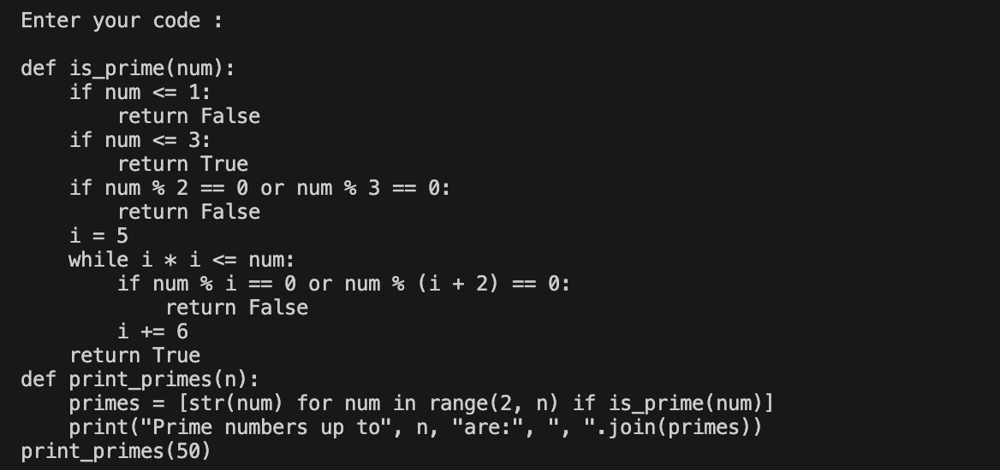 Enter your code :

def is_prime(num):
    if num <= 1:
        return False
    if num <= 3:
        return True
    if num % 2 == 0 or num % 3 == 0:
        return False
    i = 5
    while i * i <= num:
        if num % i == 0 or num % (i + 2) == 0:
            return False
        i += 6
    return True
def print_primes(n):
    primes = [str(num) for num in range(2, n) if is_prime(num)]
    print("Prime numbers up to", n, "are:", ", ".join(primes))
print_primes(50)